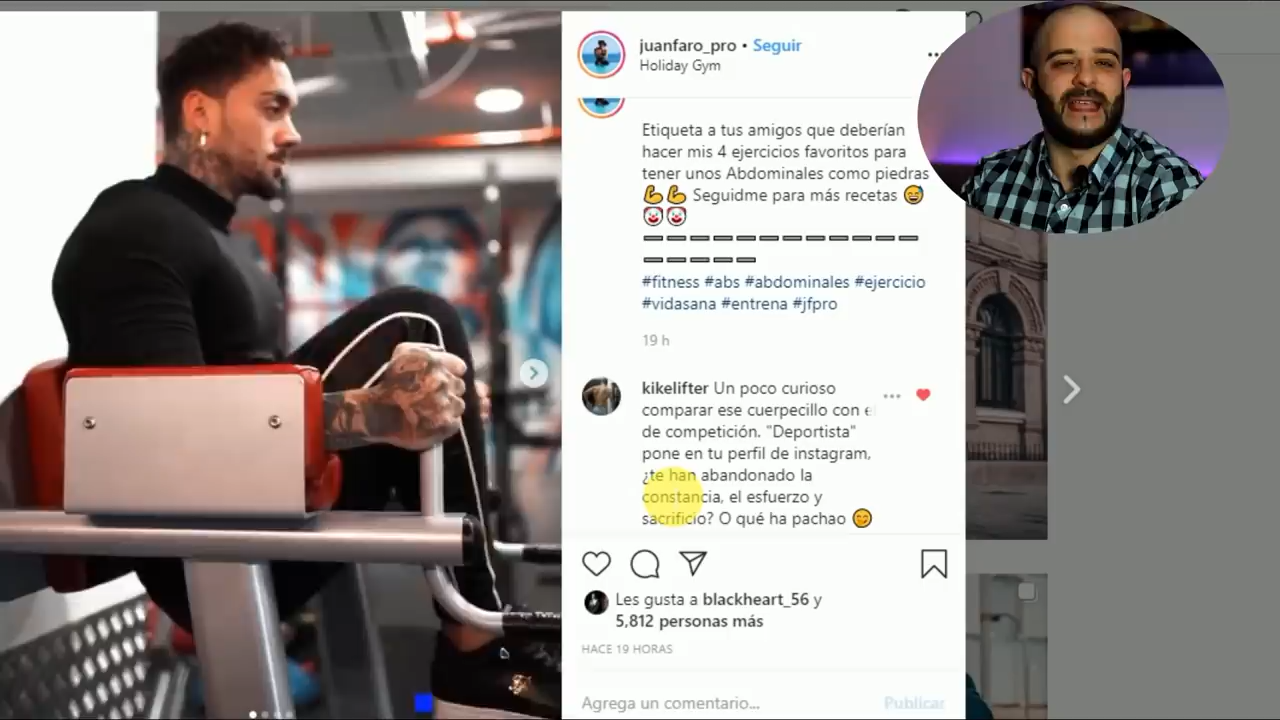 juanfaro_pro • Seguir
Holiday Gym
Etiqueta a tus amigos que deberían
hacer mis 4 ejercicios favoritos para
tener unos Abdominales como piedras
💪💪 Seguidme para más recetas 😅
🤡🤡
#fitness #abs #abdominales #ejercicio
#vidasana #entrena #jfpro
19 h
kikelifter Un poco curioso
comparar ese cuerpecillo con
de competición. "Deportista"
pone en tu perfil de instagram,
¿te han abandonado la
constancia, el esfuerzo y
sacrificio? O qué ha pachao 😊
Les gusta a blackheart_56 y
5,812 personas más
HACE 19 HORAS
Agrega un comentario...
Publicar